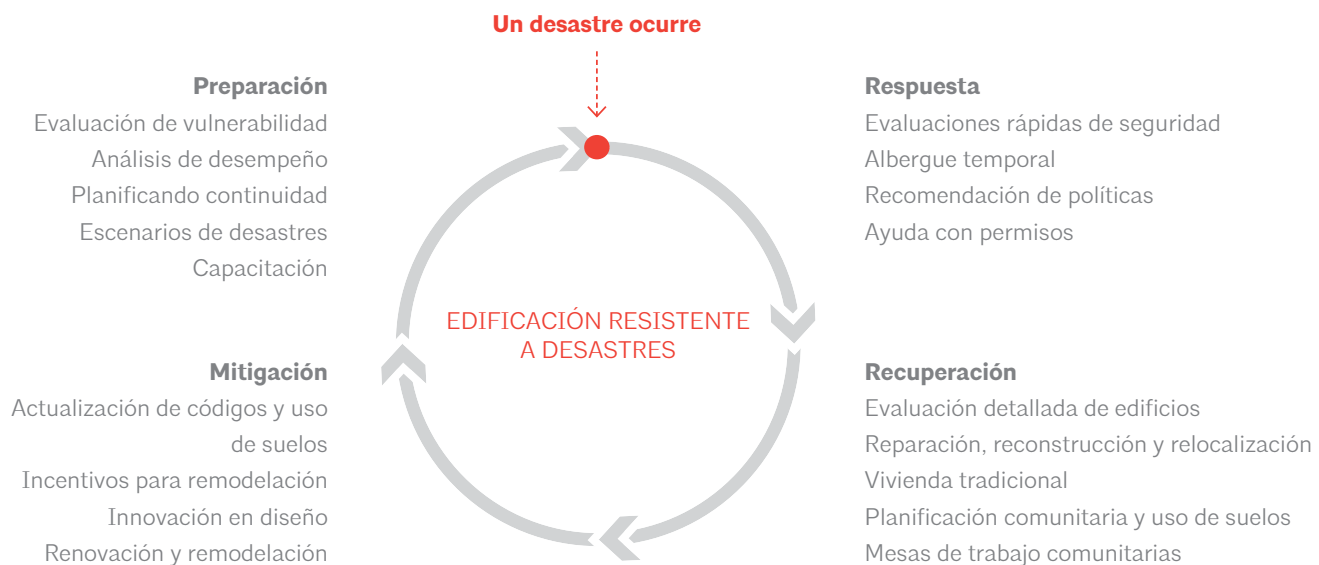 Un desastre ocurre
Preparación
Evaluación de vulnerabilidad
Análisis de desempeño
Planificando continuidad
Escenarios de desastres
Capacitación
Respuesta
Evaluaciones rápidas de seguridad
Albergue temporal
Recomendación de políticas
Ayuda con permisos
EDIFICACIÓN RESISTENTE
A DESASTRES
Mitigación
Actualización de códigos y uso
de suelos
Incentivos para remodelación
Innovación en diseño
Renovación y remodelación
Recuperación
Evaluación detallada de edificios
Reparación, reconstrucción y relocalización
Vivienda tradicional
Planificación comunitaria y uso de suelos
Mesas de trabajo comunitarias